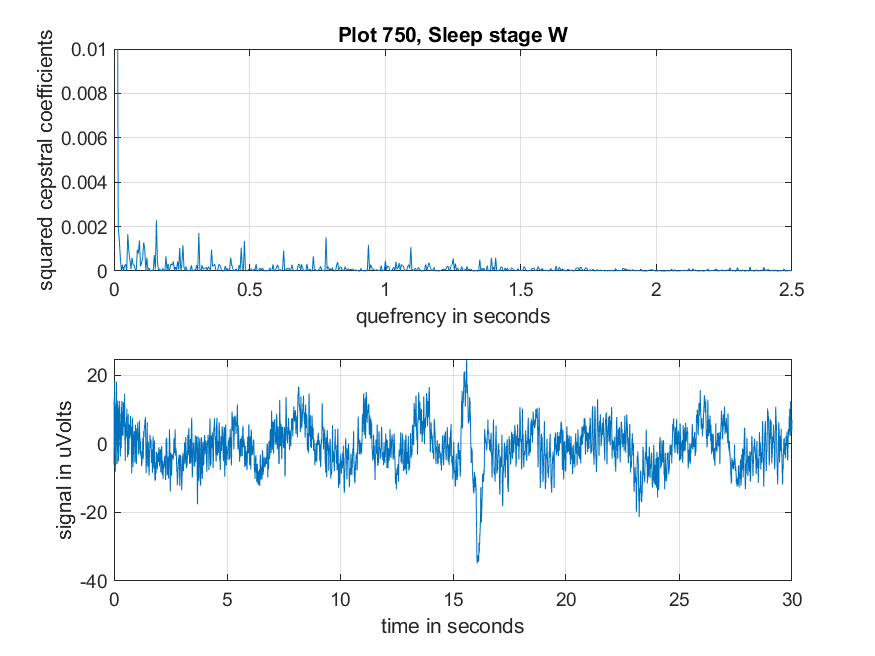 Plot 750, Sleep stage W
squared cepstral coefficients
0.01
0.008
0.006
0.004
0.002
0
0 0.5 1 1.5 2 2.5
quefrency in seconds
signal in uVolts
20
0
-20
-40
0 5 10 15 20 25 30
time in seconds